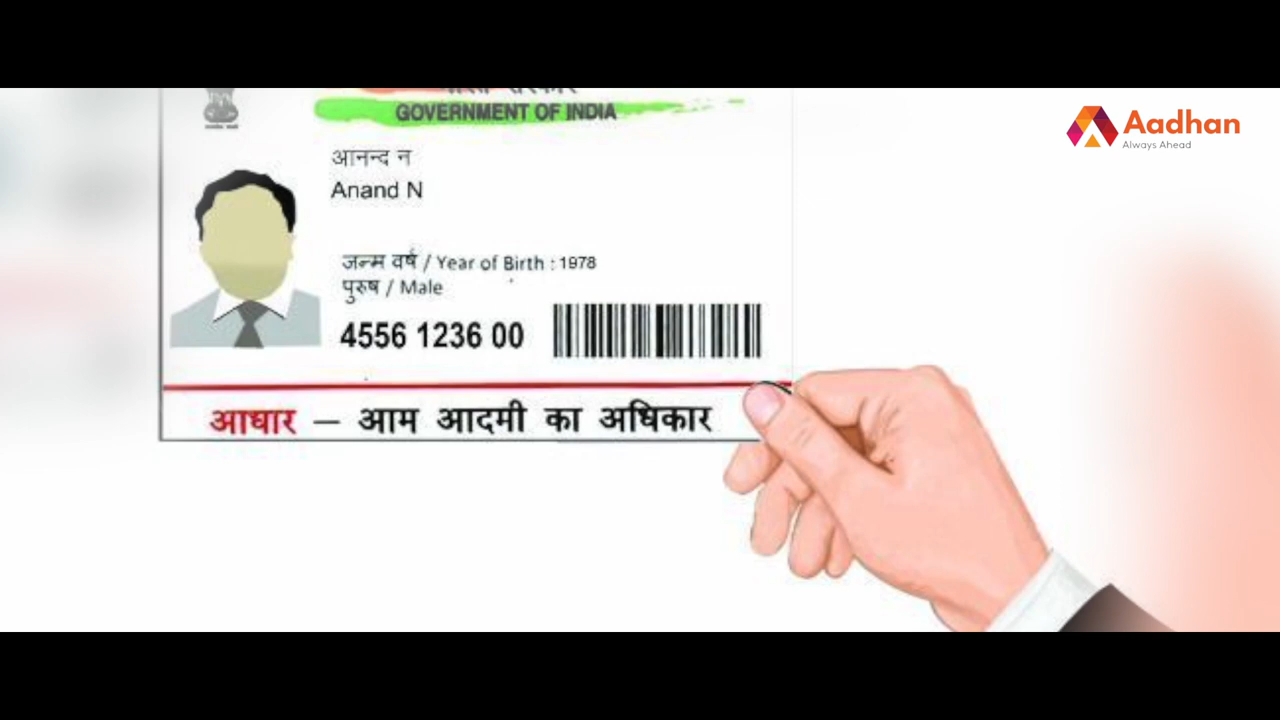 GOVERNMENT OF INDIA
Aadhan
Always Ahead
आनन्द न
Anand N
जन्म वर्ष / Year of Birth : 1978
पुरुष / Male
4556 1236 00
आधार — आम आदमी का अधिकार